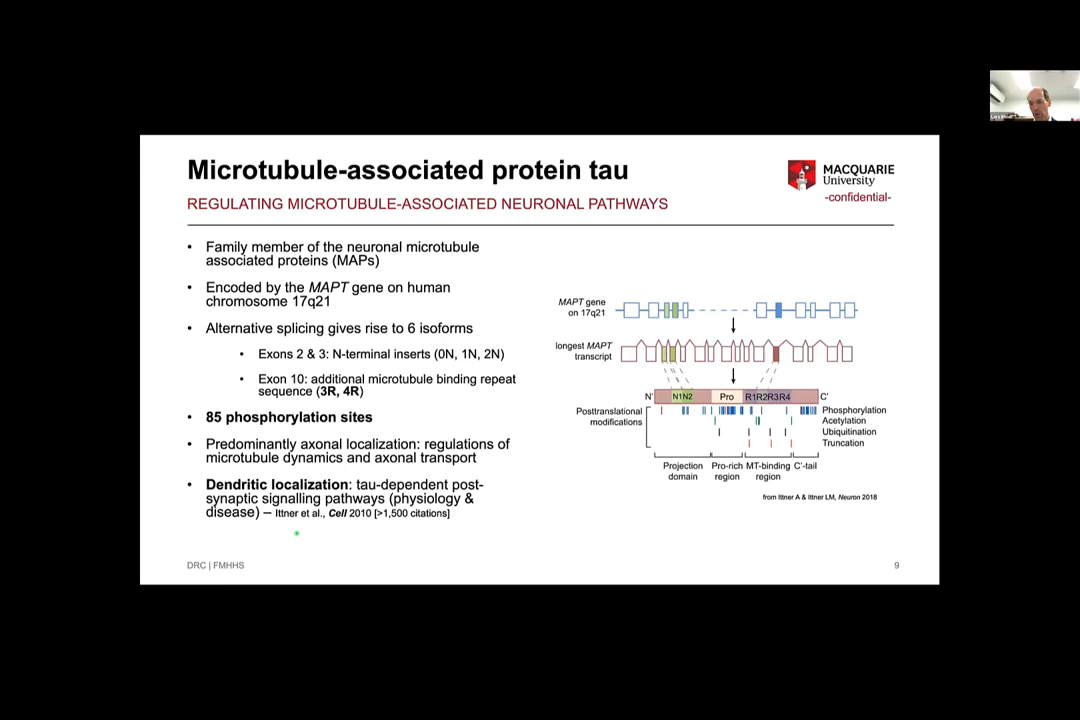 Microtubule-associated protein tau
REGULATING MICROTUBULE-ASSOCIATED NEURONAL PATHWAYS
MACQUARIE
University
-confidential-
• Family member of the neuronal microtubule
associated proteins (MAPs)
• Encoded by the MAPT gene on human
chromosome 17q21
• Alternative splicing gives rise to 6 isoforms
• Exons 2 & 3: N-terminal inserts (0N, 1N, 2N)
• Exon 10: additional microtubule binding repeat
sequence (3R, 4R)
• 85 phosphorylation sites
• Predominantly axonal localization: regulations of
microtubule dynamics and axonal transport
• Dendritic localization: tau-dependent post-
synaptic signalling pathways (physiology &
disease) – Ittner et al., Cell 2010 [>1,500 citations]
MAPT gene
on 17q21
longest MAPT
transcript
N' N1N2 Pro R1R2R3R4 C'
Posttranslational
modifications
Phosphorylation
Acetylation
Ubiquitination
Truncation
Projection
domain
Pro-rich
region
MT-binding
region
C'-tail
from Ittner A & Ittner LM, Neuron 2018
DRC | FMHHS
9